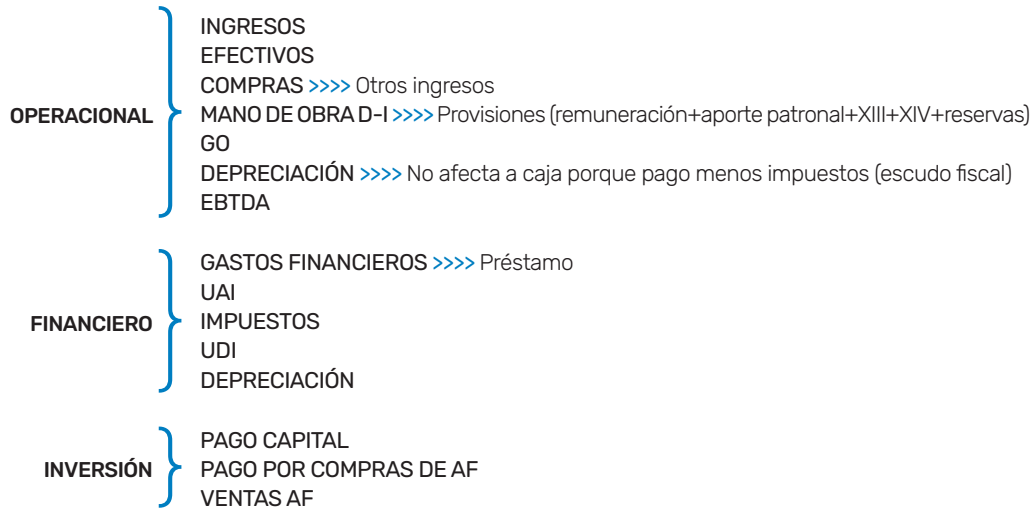 OPERACIONAL
INGRESOS
EFECTIVOS
COMPRAS >>>> Otros ingresos
MANO DE OBRA D-I >>>> Provisiones (remuneración+aporte patronal+XIII+XIV+reservas)
GO
DEPRECIACIÓN >>>> No afecta a caja porque pago menos impuestos (escudo fiscal)
EBTDA
FINANCIERO
GASTOS FINANCIEROS >>>> Préstamo
UAI
IMPUESTOS
UDI
DEPRECIACIÓN
INVERSIÓN
PAGO CAPITAL
PAGO POR COMPRAS DE AF
VENTAS AF